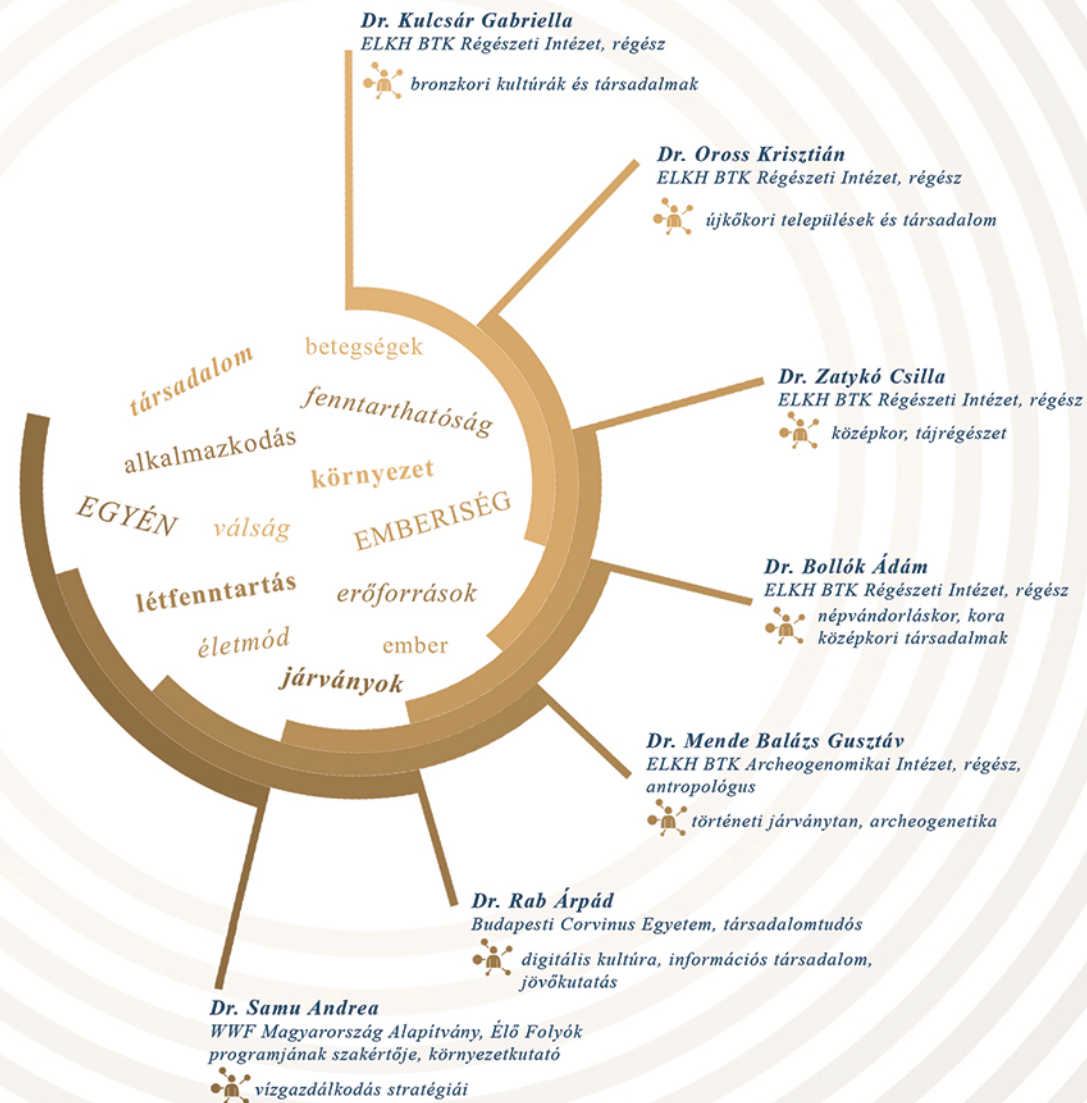 Dr. Kulcsár Gabriella
ELKH BTK Régészeti Intézet, régész
bronzkori kultúrák és társadalmak
Dr. Oross Krisztián
ELKH BTK Régészeti Intézet, régész
újkőkori települések és társadalom
Dr. Zatykó Csilla
ELKH BTK Régészeti Intézet, régész
középkor, tájrégészet
Dr. Bollók Ádám
ELKH BTK Régészeti Intézet, régész
népvándorláskor, kora
középkori társadalmak
Dr. Mende Balázs Gusztáv
ELKH BTK Archeogenomikai Intézet, régész,
antropológus
történeti járványtan, archeogenetika
Dr. Rab Árpád
Budapesti Corvinus Egyetem, társadalomtudós
digitális kultúra, információs társadalom,
jövőkutatás
Dr. Samu Andrea
WWF Magyarország Alapítvány, Élő Folyók
programjának szakértője, környezetkutató
vízgazdálkodás stratégiái
társadalom
betegségek
fenntarthatóság
alkalmazkodás
környezet
EGYÉN
válság
EMBERISÉG
létfenntartás
erőforrások
életmód
ember
járványok